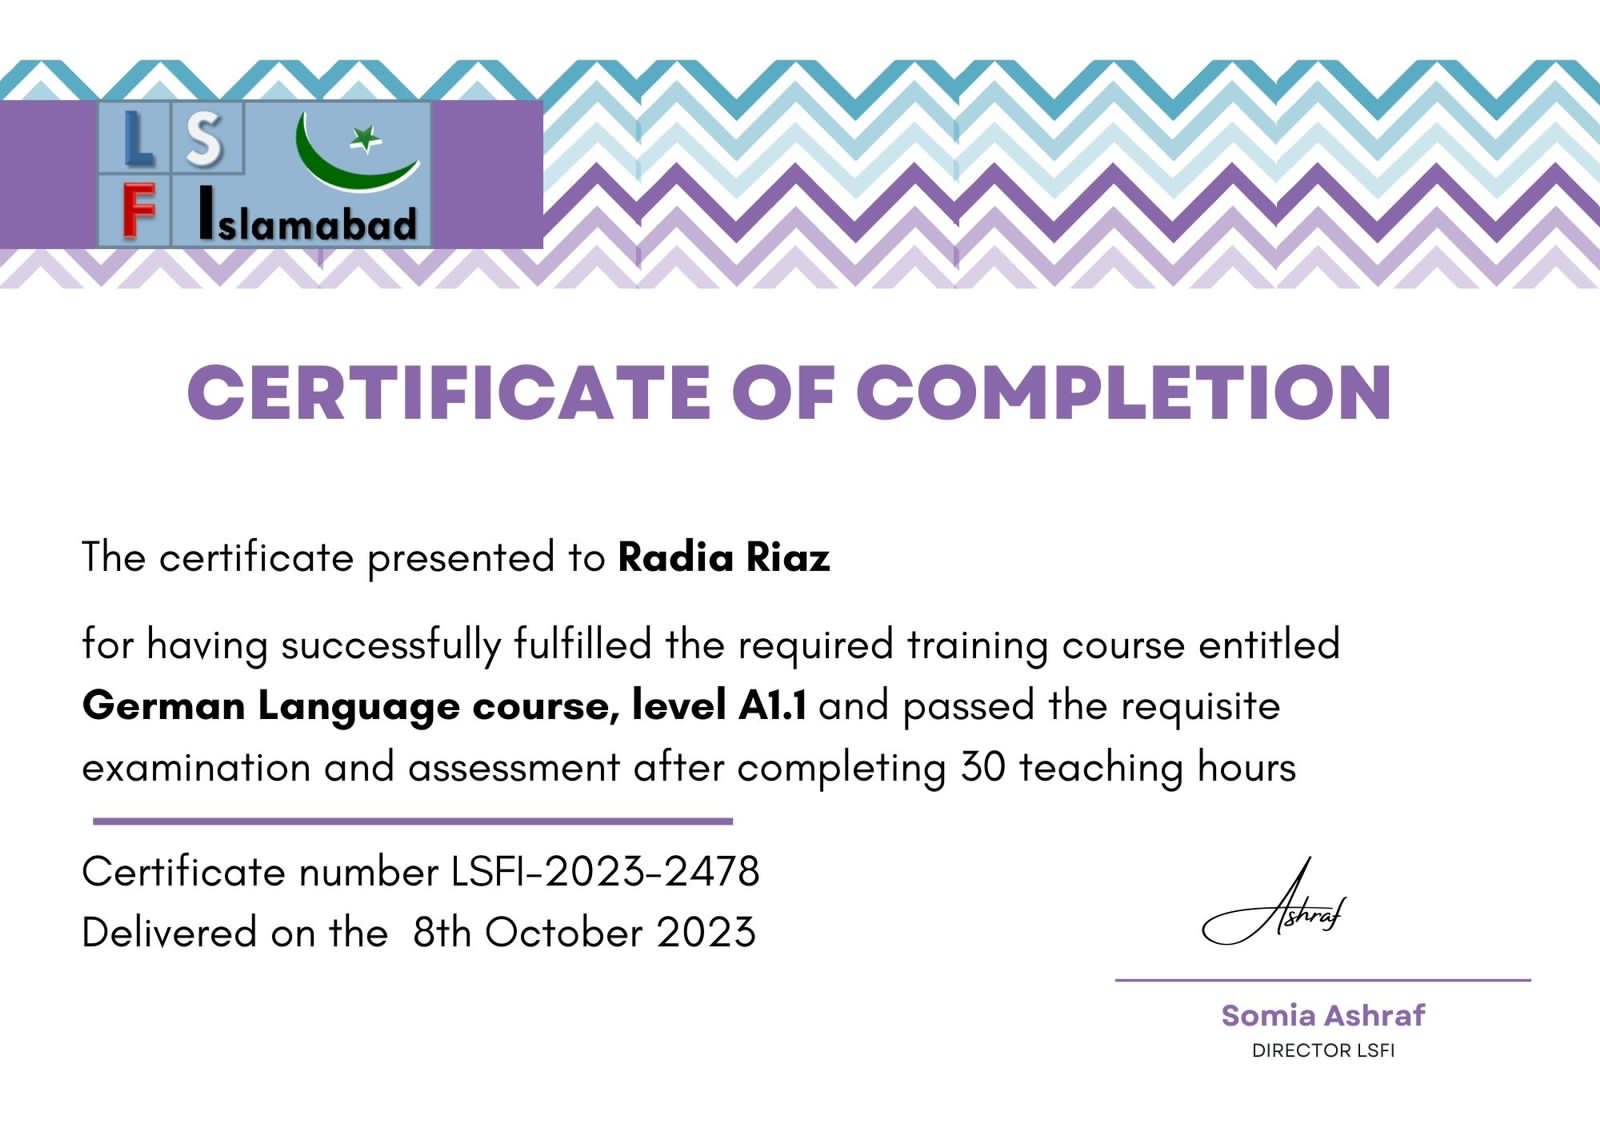 L S
F Islamabad
CERTIFICATE OF COMPLETION
The certificate presented to Radia Riaz
for having successfully fulfilled the required training course entitled
German Language course, level A1.1 and passed the requisite
examination and assessment after completing 30 teaching hours
Certificate number LSFI-2023-2478
Delivered on the 8th October 2023
Ashraf
Somia Ashraf
DIRECTOR LSFI